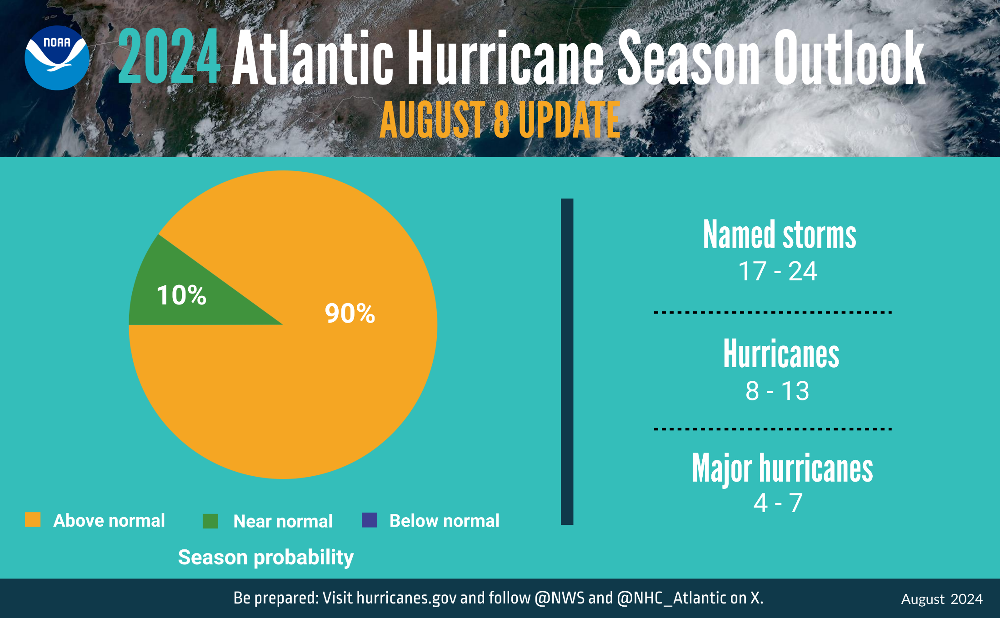 NOAA
2024 Atlantic Hurricane Season Outlook
AUGUST 8 UPDATE
10%
90%
Above normal
Near normal
Below normal
Season probability
Named storms
17 - 24
Hurricanes
8 - 13
Major hurricanes
4 - 7
Be prepared: Visit hurricanes.gov and follow @NWS and @NHC_Atlantic on X.
August 2024